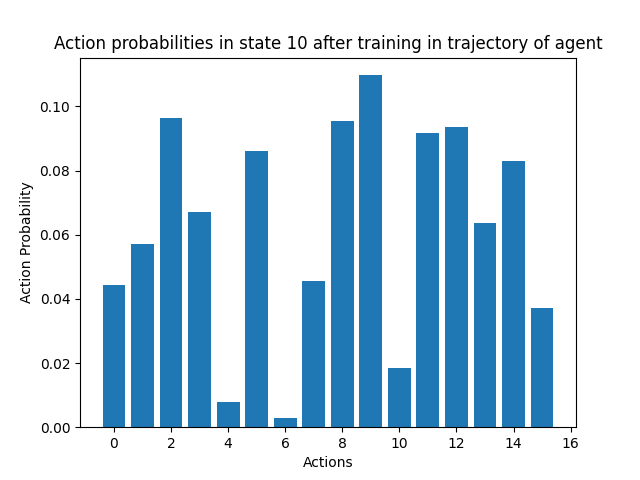 Action probabilities in state 10 after training in trajectory of agent
0.10
0.08
0.06
0.04
0.02
0.00
Action Probability
0 2 4 6 8 10 12 14 16
Actions